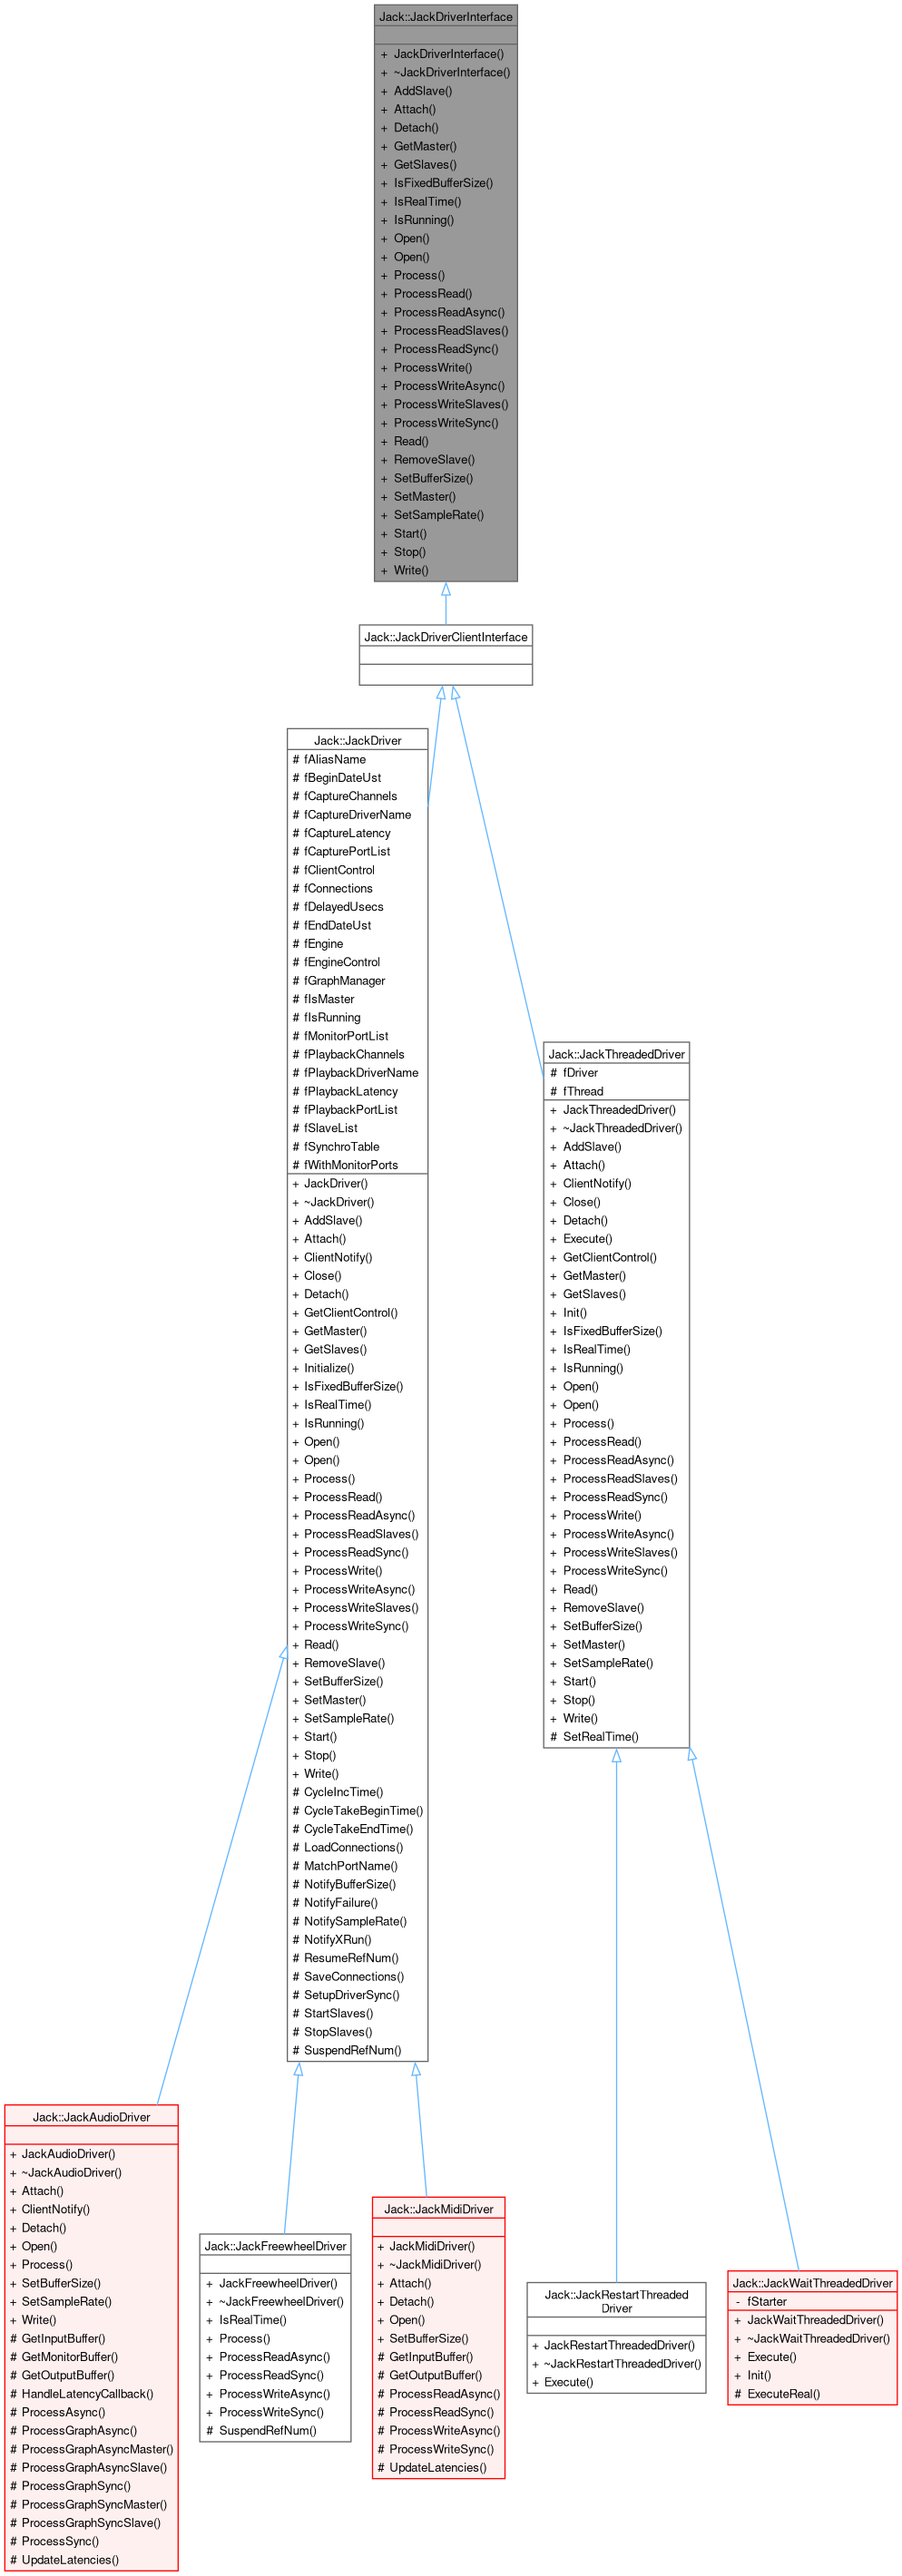 Jack::JackDriverInterface
+ JackDriverInterface()
+ ~JackDriverInterface()
+ AddSlave()
+ Attach()
+ Detach()
+ GetMaster()
+ GetSlaves()
+ IsFixedBufferSize()
+ IsRealTime()
+ IsRunning()
+ Open()
+ Open()
+ Process()
+ ProcessRead()
+ ProcessReadAsync()
+ ProcessReadSlaves()
+ ProcessReadSync()
+ ProcessWrite()
+ ProcessWriteAsync()
+ ProcessWriteSlaves()
+ ProcessWriteSync()
+ Read()
+ RemoveSlave()
+ SetBufferSize()
+ SetMaster()
+ SetSampleRate()
+ Start()
+ Stop()
+ Write()
Jack::JackDriverClientInterface
Jack::JackDriver
# fAliasName
# fBeginDateUst
# fCaptureChannels
# fCaptureDriverName
# fCaptureLatency
# fCapturePortList
# fClientControl
# fConnections
# fDelayedUsecs
# fEndDateUst
# fEngine
# fEngineControl
# fGraphManager
# fIsMaster
# fIsRunning
# fMonitorPortList
# fPlaybackChannels
# fPlaybackDriverName
# fPlaybackLatency
# fPlaybackPortList
# fSlaveList
# fSynchroTable
# fWithMonitorPorts
+ JackDriver()
+ ~JackDriver()
+ AddSlave()
+ Attach()
+ ClientNotify()
+ Close()
+ Detach()
+ GetClientControl()
+ GetMaster()
+ GetSlaves()
+ Initialize()
+ IsFixedBufferSize()
+ IsRealTime()
+ IsRunning()
+ Open()
+ Open()
+ Process()
+ ProcessRead()
+ ProcessReadAsync()
+ ProcessReadSlaves()
+ ProcessReadSync()
+ ProcessWrite()
+ ProcessWriteAsync()
+ ProcessWriteSlaves()
+ ProcessWriteSync()
+ Read()
+ RemoveSlave()
+ SetBufferSize()
+ SetMaster()
+ SetSampleRate()
+ Start()
+ Stop()
+ Write()
# CycleIncTime()
# CycleTakeBeginTime()
# CycleTakeEndTime()
# LoadConnections()
# MatchPortName()
# NotifyBufferSize()
# NotifyFailure()
# NotifySampleRate()
# NotifyXRun()
# ResumeRefNum()
# SaveConnections()
# SetupDriverSync()
# StartSlaves()
# StopSlaves()
# SuspendRefNum()
Jack::JackThreadedDriver
# fDriver
# fThread
+ JackThreadedDriver()
+ ~JackThreadedDriver()
+ AddSlave()
+ Attach()
+ ClientNotify()
+ Close()
+ Detach()
+ Execute()
+ GetClientControl()
+ GetMaster()
+ GetSlaves()
+ Init()
+ IsFixedBufferSize()
+ IsRealTime()
+ IsRunning()
+ Open()
+ Open()
+ Process()
+ ProcessRead()
+ ProcessReadAsync()
+ ProcessReadSlaves()
+ ProcessReadSync()
+ ProcessWrite()
+ ProcessWriteAsync()
+ ProcessWriteSlaves()
+ ProcessWriteSync()
+ Read()
+ RemoveSlave()
+ SetBufferSize()
+ SetMaster()
+ SetSampleRate()
+ Start()
+ Stop()
+ Write()
# SetRealTime()
Jack::JackAudioDriver
+ JackAudioDriver()
+ ~JackAudioDriver()
+ Attach()
+ ClientNotify()
+ Detach()
+ Open()
+ Process()
+ SetBufferSize()
+ SetSampleRate()
+ Write()
# GetInputBuffer()
# GetMonitorBuffer()
# GetOutputBuffer()
# HandleLatencyCallback()
# ProcessAsync()
# ProcessGraphAsync()
# ProcessGraphAsyncMaster()
# ProcessGraphAsyncSlave()
# ProcessGraphSync()
# ProcessGraphSyncMaster()
# ProcessGraphSyncSlave()
# ProcessSync()
# UpdateLatencies()
Jack::JackFreewheelDriver
+ JackFreewheelDriver()
+ ~JackFreewheelDriver()
+ IsRealTime()
+ Process()
+ ProcessReadAsync()
+ ProcessReadSync()
+ ProcessWriteAsync()
+ ProcessWriteSync()
# SuspendRefNum()
Jack::JackMidiDriver
+ JackMidiDriver()
+ ~JackMidiDriver()
+ Attach()
+ Detach()
+ Open()
+ SetBufferSize()
# GetInputBuffer()
# GetOutputBuffer()
# ProcessReadAsync()
# ProcessReadSync()
# ProcessWriteAsync()
# ProcessWriteSync()
# UpdateLatencies()
Jack::JackRestartThreaded
Driver
+ JackRestartThreadedDriver()
+ ~JackRestartThreadedDriver()
+ Execute()
Jack::JackWaitThreadedDriver
- fStarter
+ JackWaitThreadedDriver()
+ ~JackWaitThreadedDriver()
+ Execute()
+ Init()
# ExecuteReal()